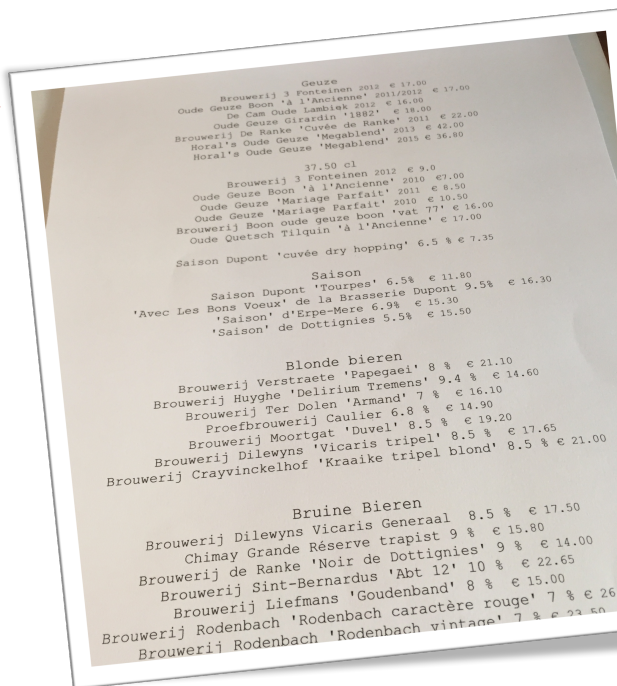 Geuze
Brouwerij 3 Fonteinen 2012 € 17.00
Oude Geuze Boon 'à l'Ancienne' 2011/2012 € 17.00
De Cam Oude Lambiek 2012 € 16.00
Oude Geuze Girardin '1882' € 18.00
Brouwerij De Ranke 'Cuvée de Ranke' 2011 € 22.00
Horal's Oude Geuze 'Megablend' 2013 € 42.00
Horal's Oude Geuze 'Megablend' 2015 € 36.80
37.50 cl
Brouwerij 3 Fonteinen 2012 € 9.0
Oude Geuze Boon 'à l'Ancienne' 2010 €7.00
Oude Geuze 'Mariage Parfait' 2011 € 8.50
Oude Geuze 'Mariage Parfait' 2010 € 10.50
Brouwerij Boon oude geuze boon 'vat 77' € 16.00
Oude Quetsch Tilquin 'à l'Ancienne' € 17.00
Saison Dupont 'cuvée dry hopping' 6.5 % € 7.35
Saison
Saison Dupont 'Tourpes' 6.5% € 11.80
'Avec Les Bons Voeux' de la Brasserie Dupont 9.5% € 16.30
'Saison' d'Erpe-Mere 6.9% € 15.30
'Saison' de Dottignies 5.5% € 15.50
Blonde bieren
Brouwerij Verstraete 'Papegaei' 8 % € 21.10
Brouwerij Huyghe 'Delirium Tremens' 9.4 % € 14.60
Brouwerij Ter Dolen 'Armand' 7 % € 16.10
Proefbrouwerij Caulier 6.8 % € 14.90
Brouwerij Moortgat 'Duvel' 8.5 % € 19.20
Brouwerij Dilewyns 'Vicaris tripel' 8.5 % € 17.65
Brouwerij Crayvinckelhof 'Kraaike tripel blond' 8.5 % € 21.00
Bruine Bieren
Brouwerij Dilewyns Vicaris Generaal 8.5 % € 17.50
Chimay Grande Réserve trapist 9 % € 15.80
Brouwerij de Ranke 'Noir de Dottignies' 9 % € 14.00
Brouwerij Sint-Bernardus 'Abt 12' 10 % € 22.65
Brouwerij Liefmans 'Goudenband' 8 % € 15.00
Brouwerij Rodenbach 'Rodenbach caractère rouge' 7 % € 26
Brouwerij Rodenbach 'Rodenbach vintage' 7 % € 23.50